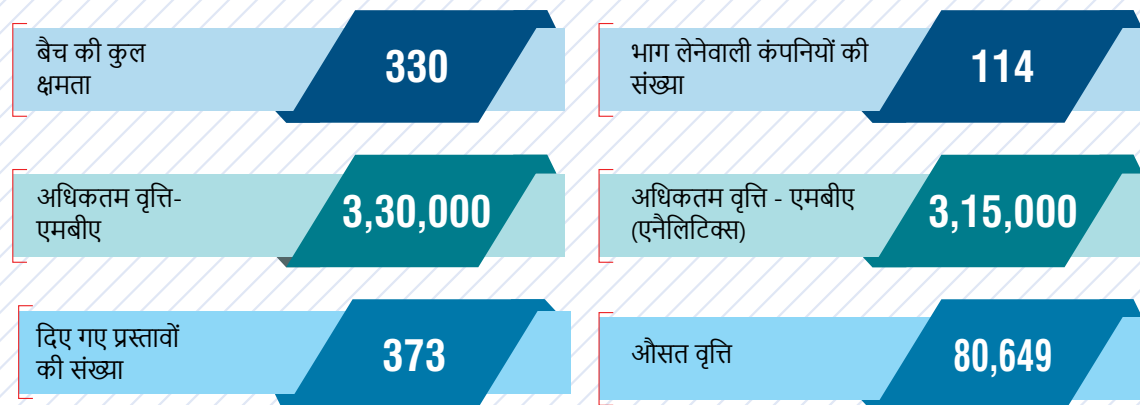 बैच की कुल
क्षमता
330
भाग लेनेवाली कंपनियों की
संख्या
114
अधिकतम वृत्ति-
एमबीए
3,30,000
अधिकतम वृत्ति - एमबीए
(एनैलिटिक्स)
3,15,000
दिए गए प्रस्तावों
की संख्या
373
औसत वृत्ति
80,649